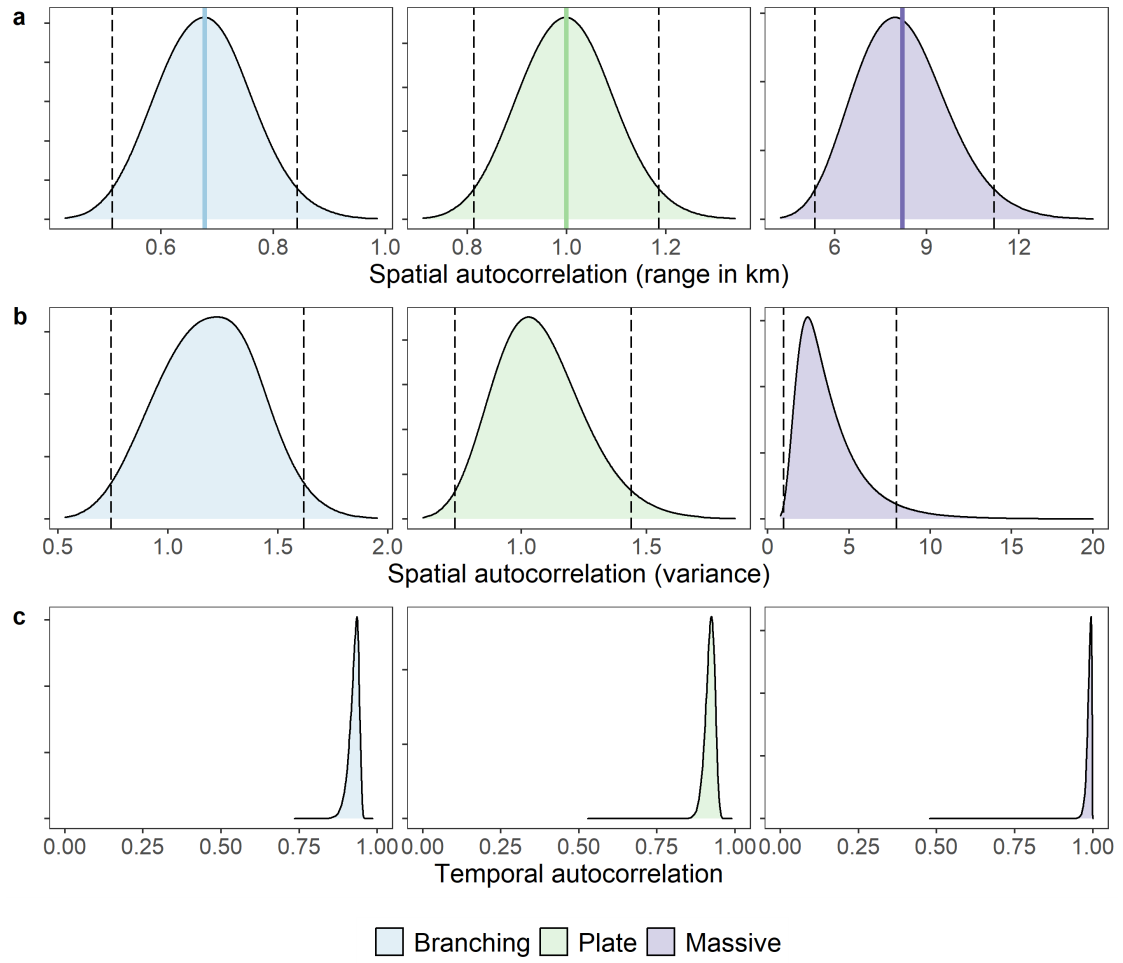 a
0.6 0.8 1.0 0.8 1.0 1.2 6 9 12
Spatial autocorrelation (range in km)
b
0.5 1.0 1.5 2.0 1.0 1.5 0 5 10 15 20
Spatial autocorrelation (variance)
c
0.00 0.25 0.50 0.75 1.00 0.00 0.25 0.50 0.75 1.00 0.00 0.25 0.50 0.75 1.00
Temporal autocorrelation
Branching Plate Massive